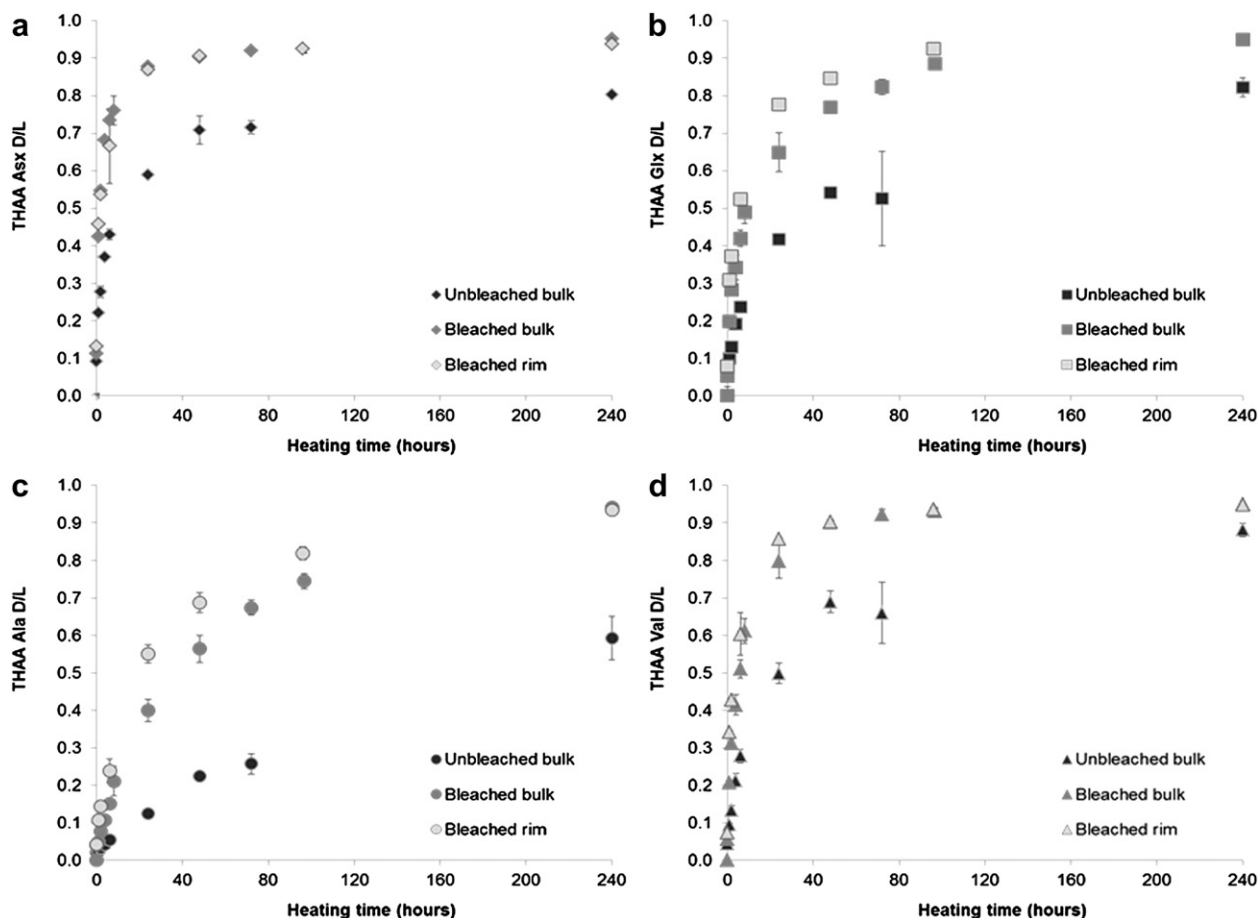 a
THAA Asx D/L
1.0
0.9
0.8
0.7
0.6
0.5
0.4
0.3
0.2
0.1
0.0
0 40 80 120 160 200 240
Heating time (hours)
Unbleached bulk
Bleached bulk
Bleached rim
b
THAA Glx D/L
1.0
0.9
0.8
0.7
0.6
0.5
0.4
0.3
0.2
0.1
0.0
0 40 80 120 160 200 240
Heating time (hours)
Unbleached bulk
Bleached bulk
Bleached rim
c
THAA Ala D/L
1.0
0.9
0.8
0.7
0.6
0.5
0.4
0.3
0.2
0.1
0.0
0 40 80 120 160 200 240
Heating time (hours)
Unbleached bulk
Bleached bulk
Bleached rim
d
THAA Val D/L
1.0
0.9
0.8
0.7
0.6
0.5
0.4
0.3
0.2
0.1
0.0
0 40 80 120 160 200 240
Heating time (hours)
Unbleached bulk
Bleached bulk
Bleached rim